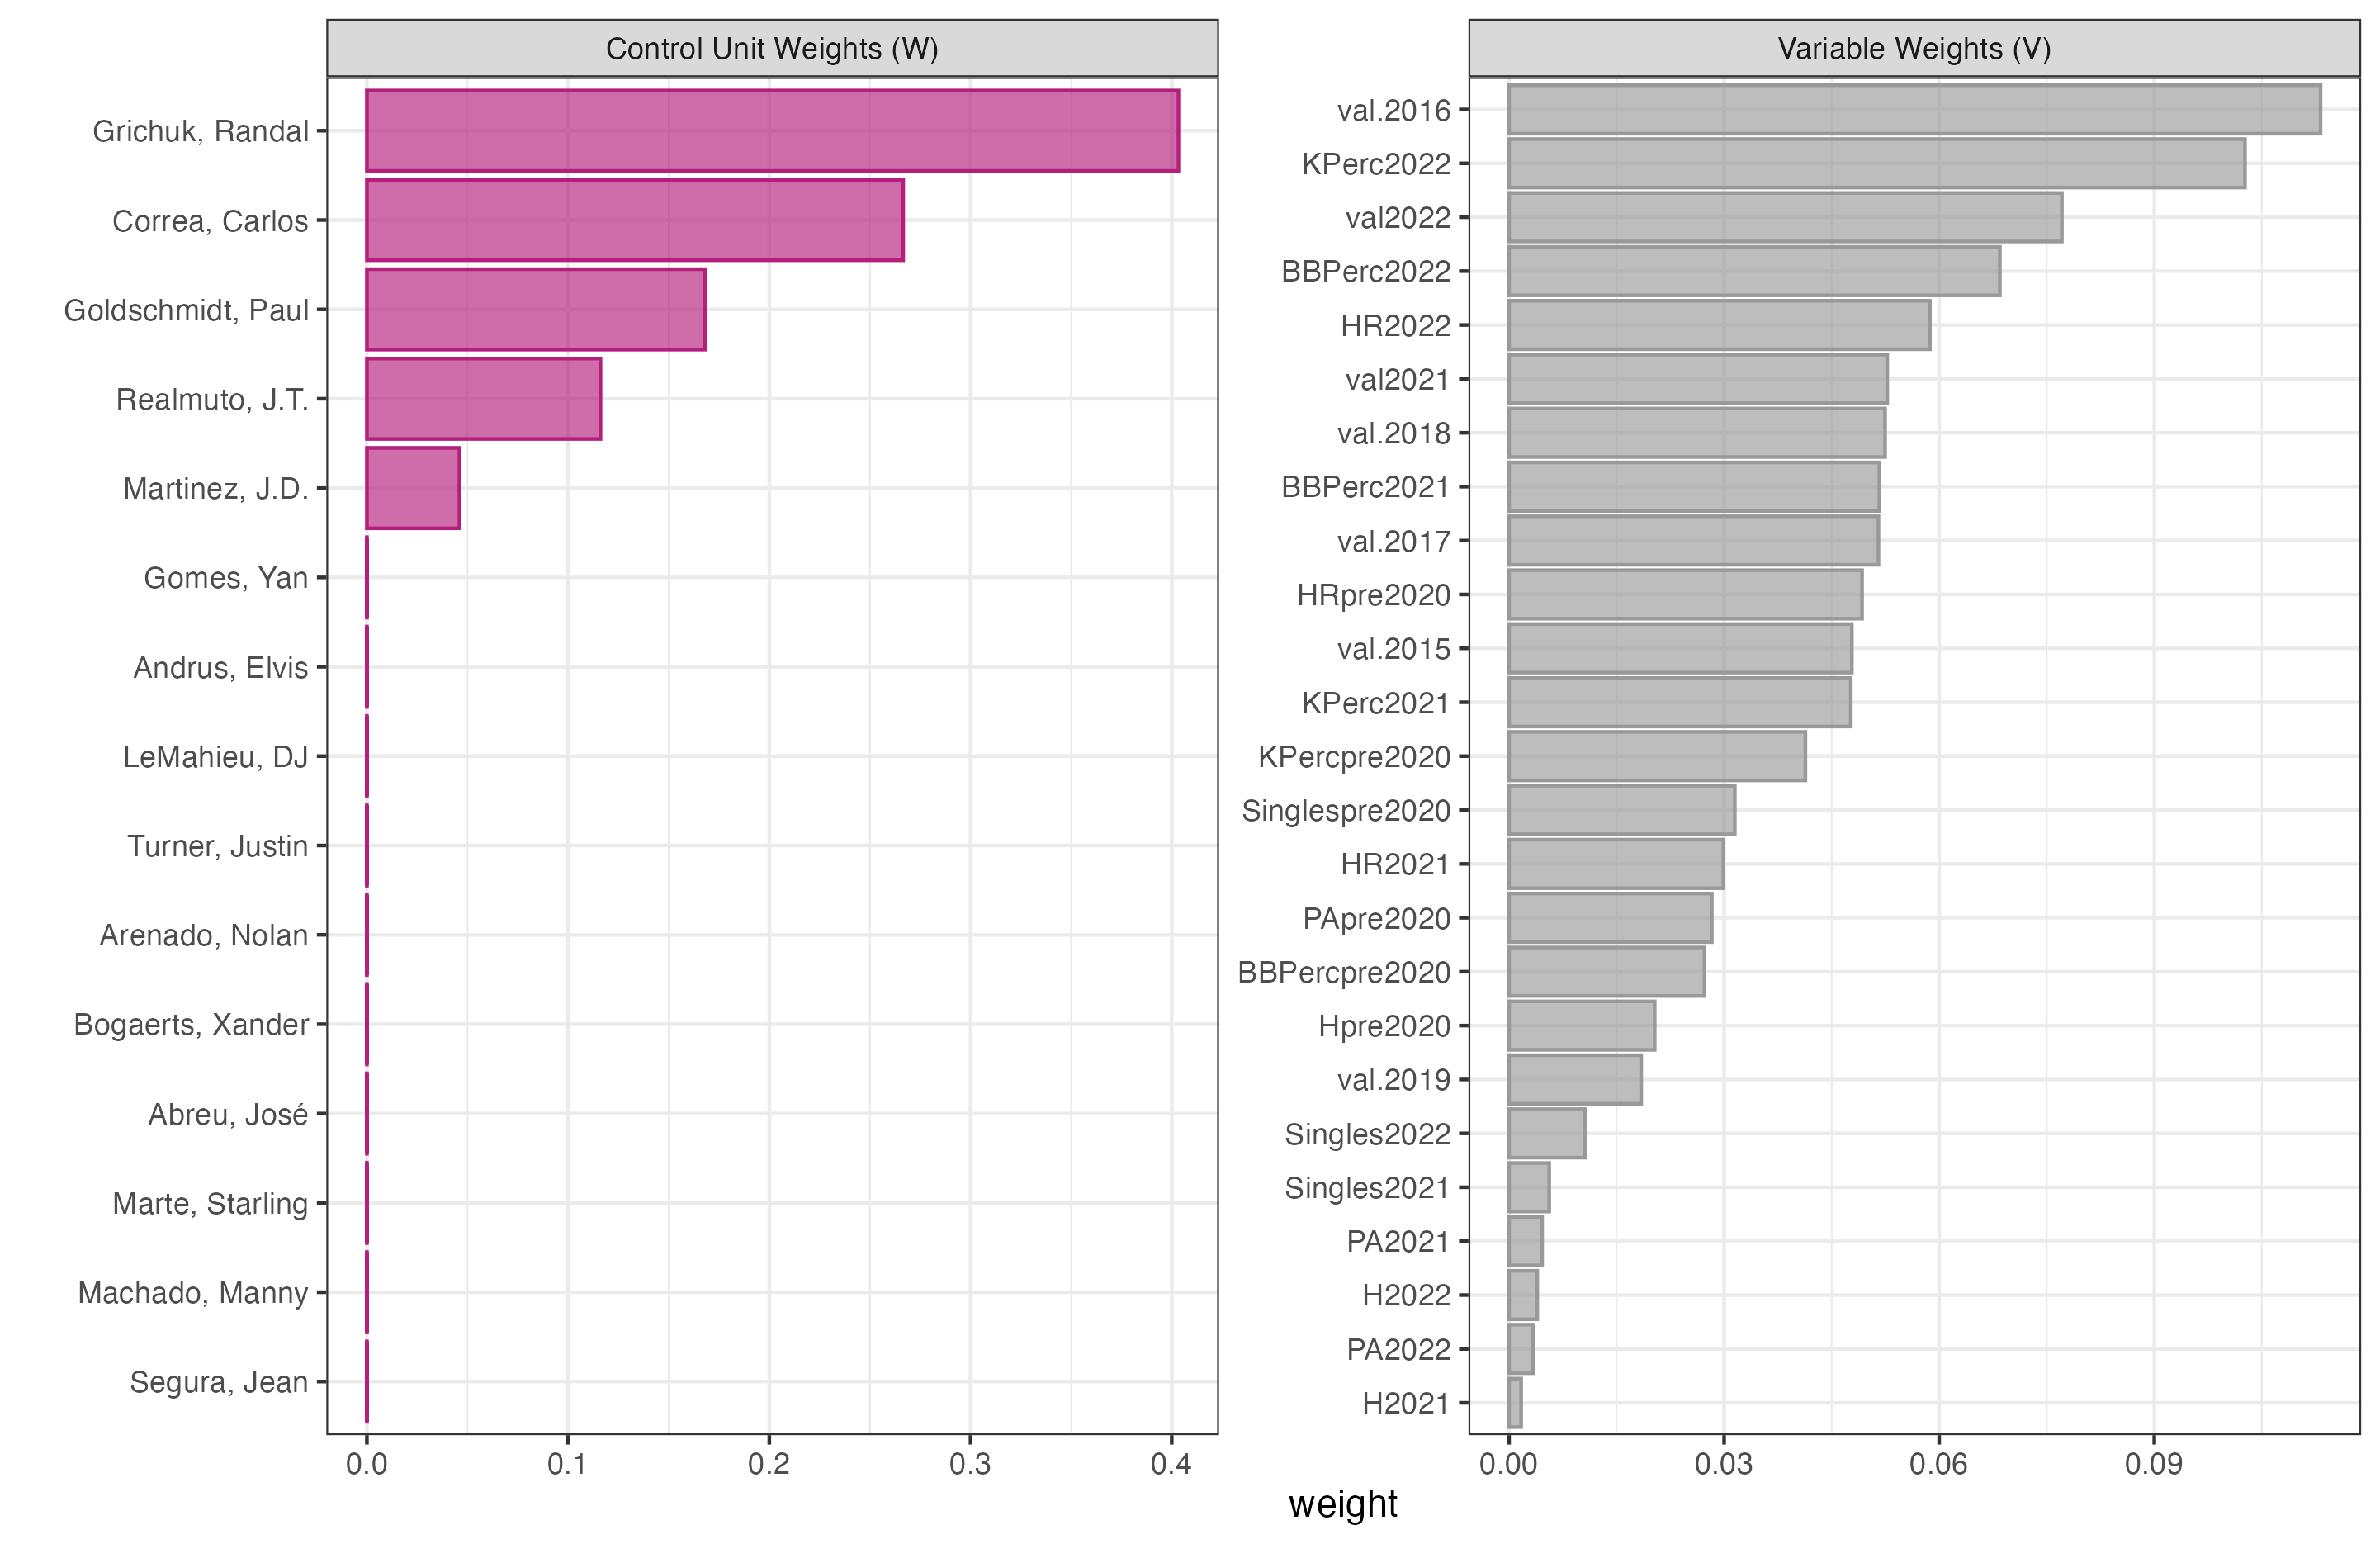 Control Unit Weights (W)
Grichuk, Randal
Correa, Carlos
Goldschmidt, Paul
Realmuto, J.T.
Martinez, J.D.
Gomes, Yan
Andrus, Elvis
LeMahieu, DJ
Turner, Justin
Arenado, Nolan
Bogaerts, Xander
Abreu, José
Marte, Starling
Machado, Manny
Segura, Jean
0.0 0.1 0.2 0.3 0.4
Variable Weights (V)
val.2016
KPerc2022
val2022
BBPerc2022
HR2022
val2021
val.2018
BBPerc2021
val.2017
HRpre2020
val.2015
KPerc2021
KPercpre2020
Singlespre2020
HR2021
PApre2020
BBPercpre2020
Hpre2020
val.2019
Singles2022
Singles2021
PA2021
H2022
PA2022
H2021
0.00 0.03 0.06 0.09
weight